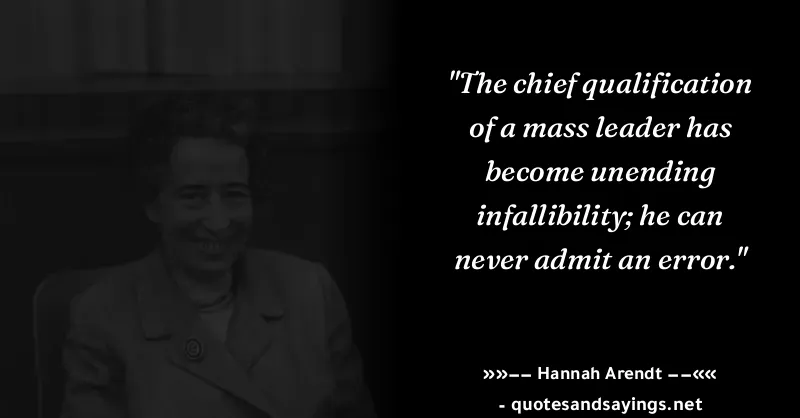 "The chief qualification
of a mass leader has
become unending
infallibility; he can
never admit an error."
»»–– Hannah Arendt ––««
- quotesandsayings.net